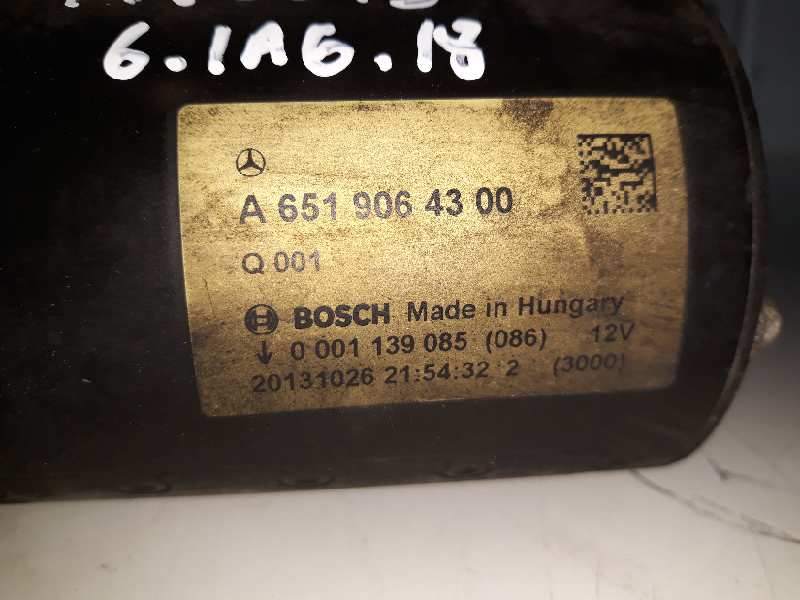 6.1A6.18
A 651 906 43 00
Q 001
BOSCH Made in Hungary
0 001 139 085 (086) 12V
20131026 21:54:32 2 (3000)